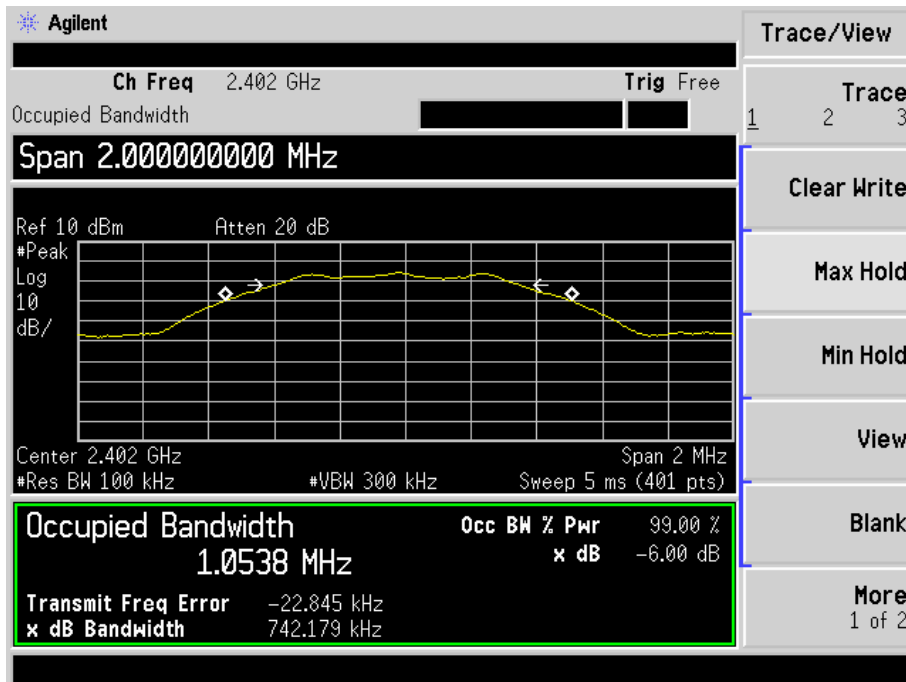 Agilent
Trace/View
Ch Freq 2.402 GHz Trig Free
Occupied Bandwidth
Trace
1 2 3
Span 2.000000000 MHz
Clear Write
Ref 10 dBm Atten 20 dB
#Peak
Log
10
dB/
Max Hold
Min Hold
View
Center 2.402 GHz Span 2 MHz
#Res BW 100 kHz #VBW 300 kHz Sweep 5 ms (401 pts)
Occupied Bandwidth Occ BW % Pwr 99.00 %
1.0538 MHz x dB -6.00 dB
Blank
Transmit Freq Error -22.845 kHz
x dB Bandwidth 742.179 kHz
More
1 of 2